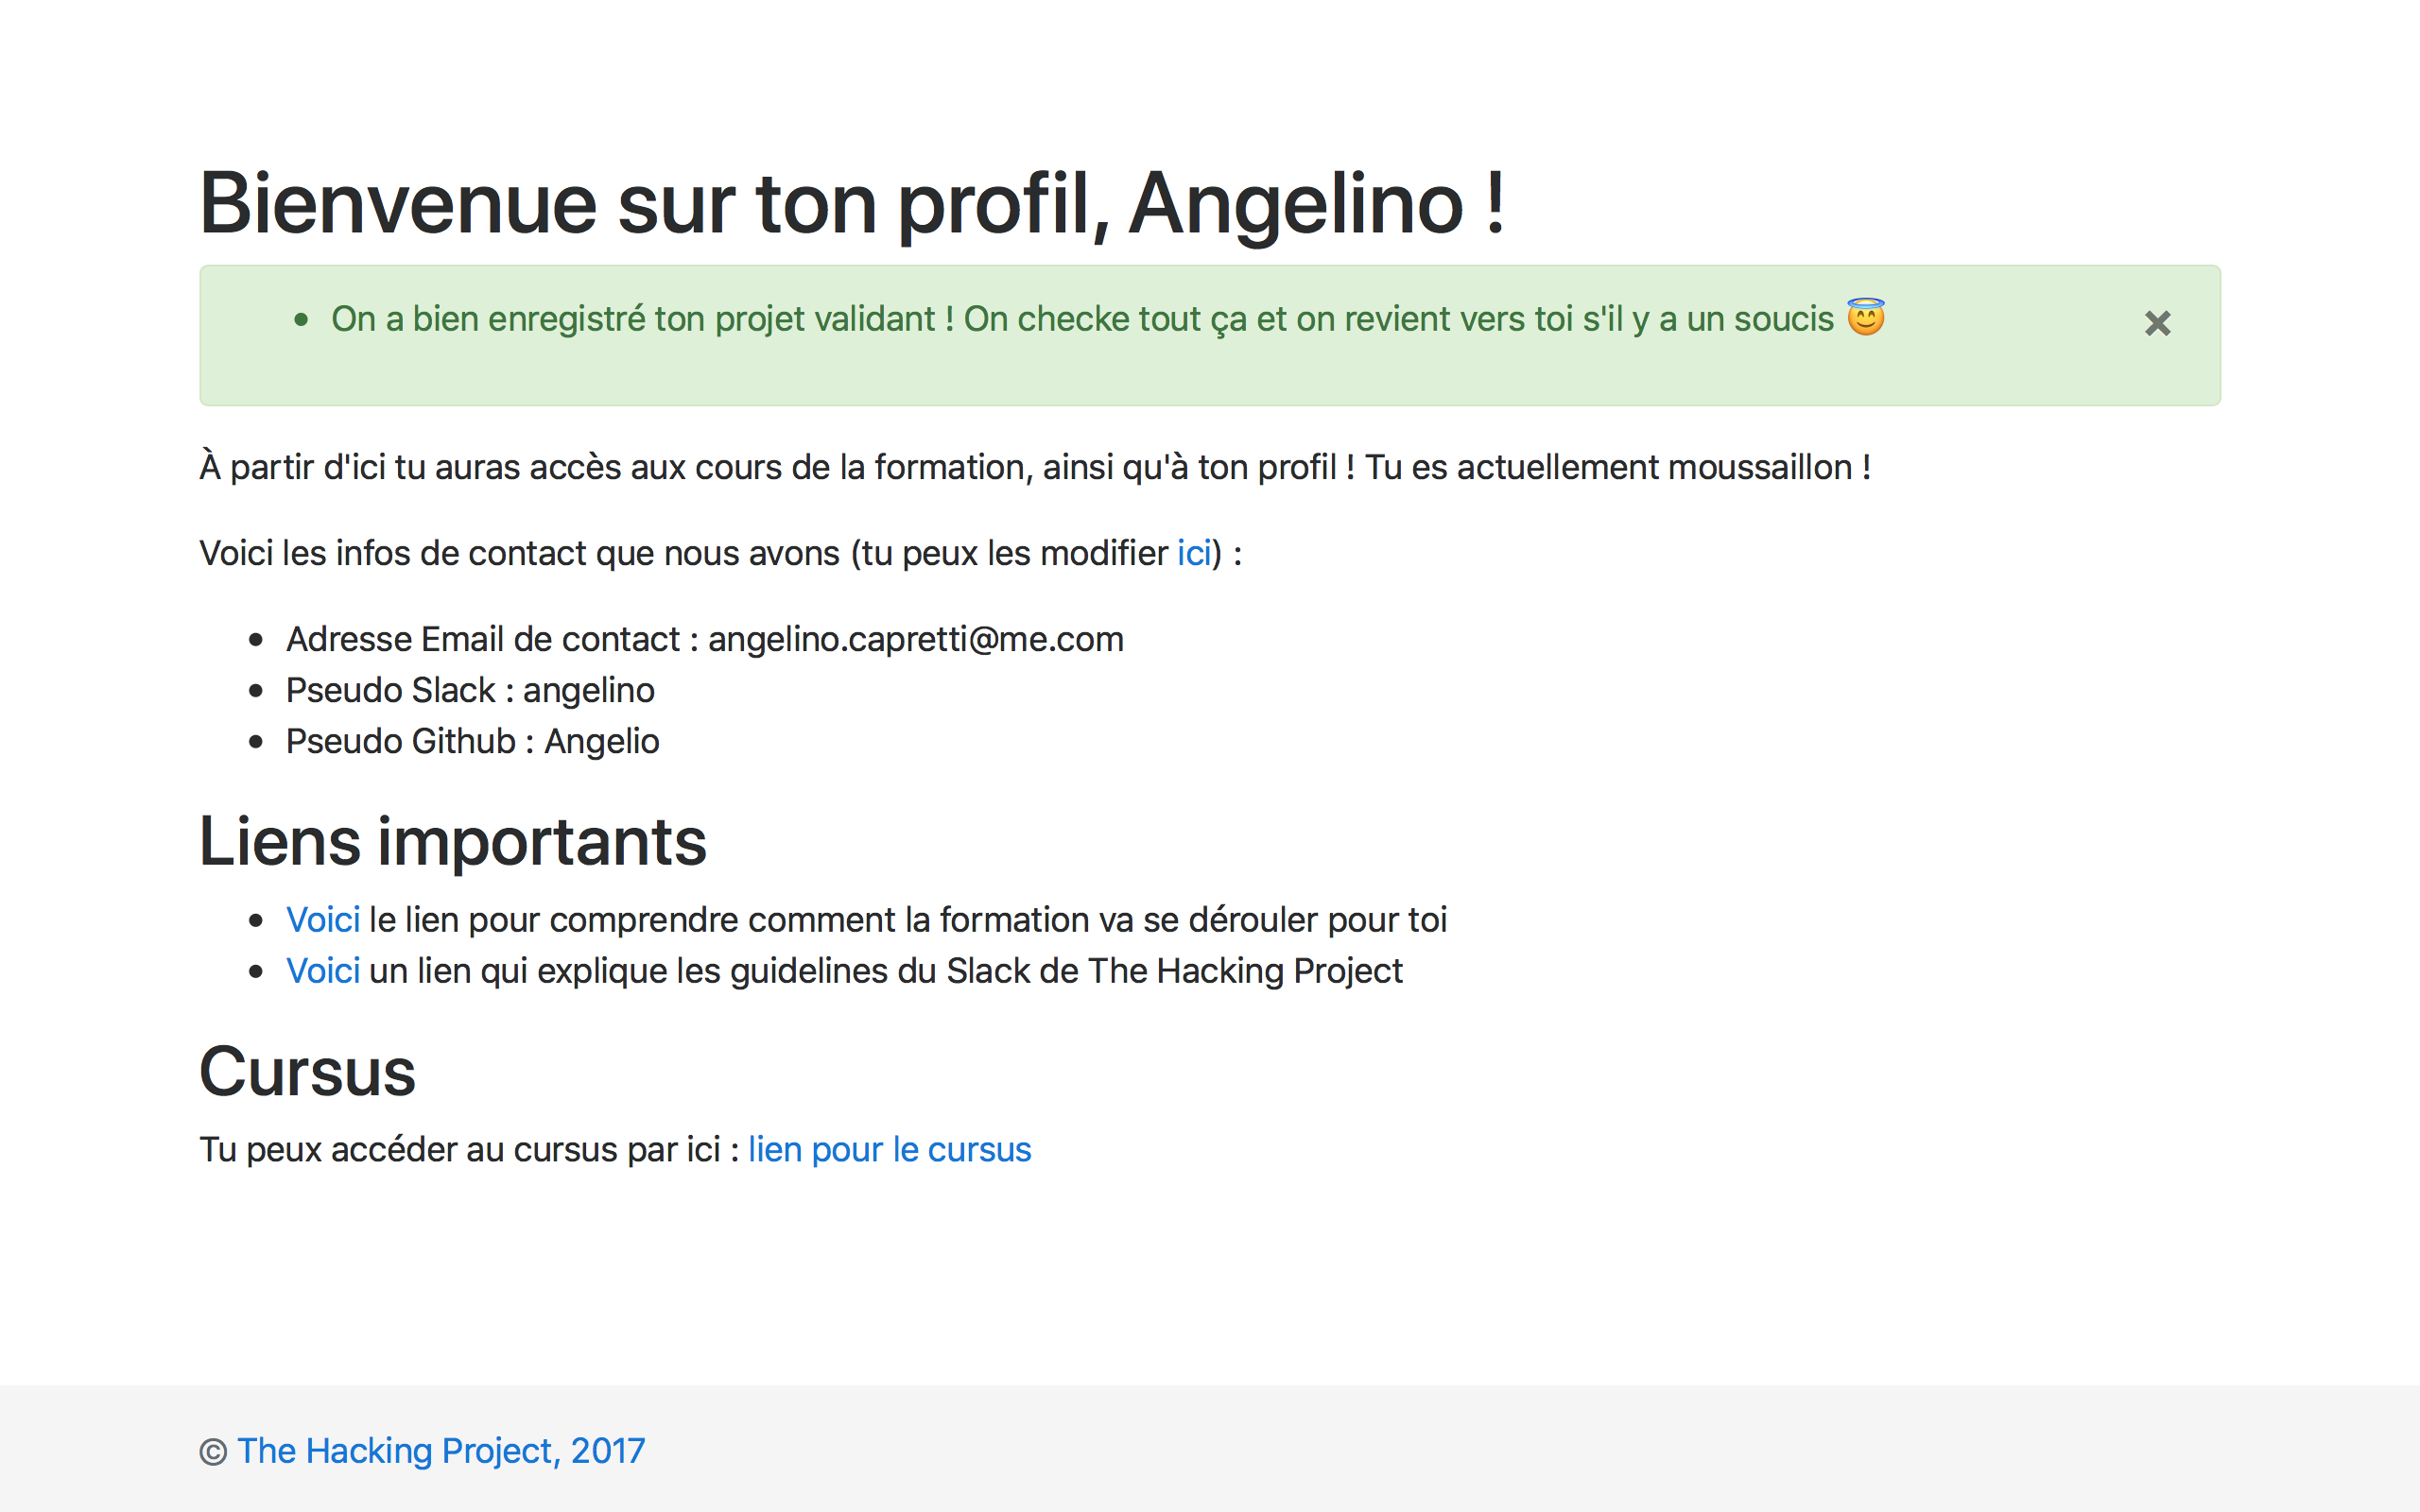 Bienvenue sur ton profil, Angelino !
On a bien enregistré ton projet validant ! On checke tout ça et on revient vers toi s'il y a un soucis 😇
×
À partir d'ici tu auras accès aux cours de la formation, ainsi qu'à ton profil ! Tu es actuellement moussaillon !
Voici les infos de contact que nous avons (tu peux les modifier ici) :
Adresse Email de contact : angelino.capretti@me.com
Pseudo Slack : angelino
Pseudo Github : Angelio
Liens importants
Voici le lien pour comprendre comment la formation va se dérouler pour toi
Voici un lien qui explique les guidelines du Slack de The Hacking Project
Cursus
Tu peux accéder au cursus par ici : lien pour le cursus
© The Hacking Project, 2017